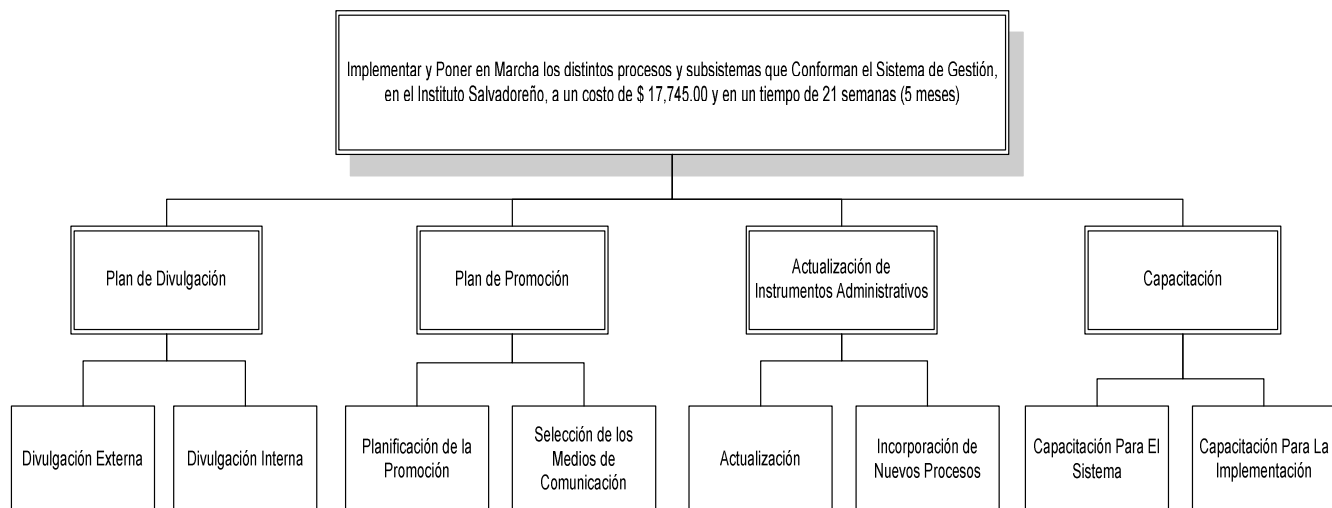 Implementar y Poner en Marcha los distintos procesos y subsistemas que Conforman el Sistema de Gestión,
en el Instituto Salvadoreño, a un costo de $ 17,745.00 y en un tiempo de 21 semanas (5 meses)
Plan de Divulgación
Plan de Promoción
Actualización de
Instrumentos Administrativos
Capacitación
Divulgación Externa
Divulgación Interna
Planificación de la
Promoción
Selección de los
Medios de
Comunicación
Actualización
Incorporación de
Nuevos Procesos
Capacitación Para El
Sistema
Capacitación Para La
Implementación